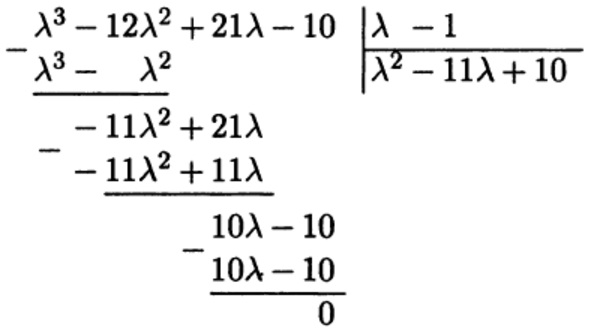 λ³ − 12λ² + 21λ − 10 | λ − 1
− λ³ − λ² | λ² − 11λ + 10
− 11λ² + 21λ
− − 11λ² + 11λ
10λ − 10
− 10λ − 10
0